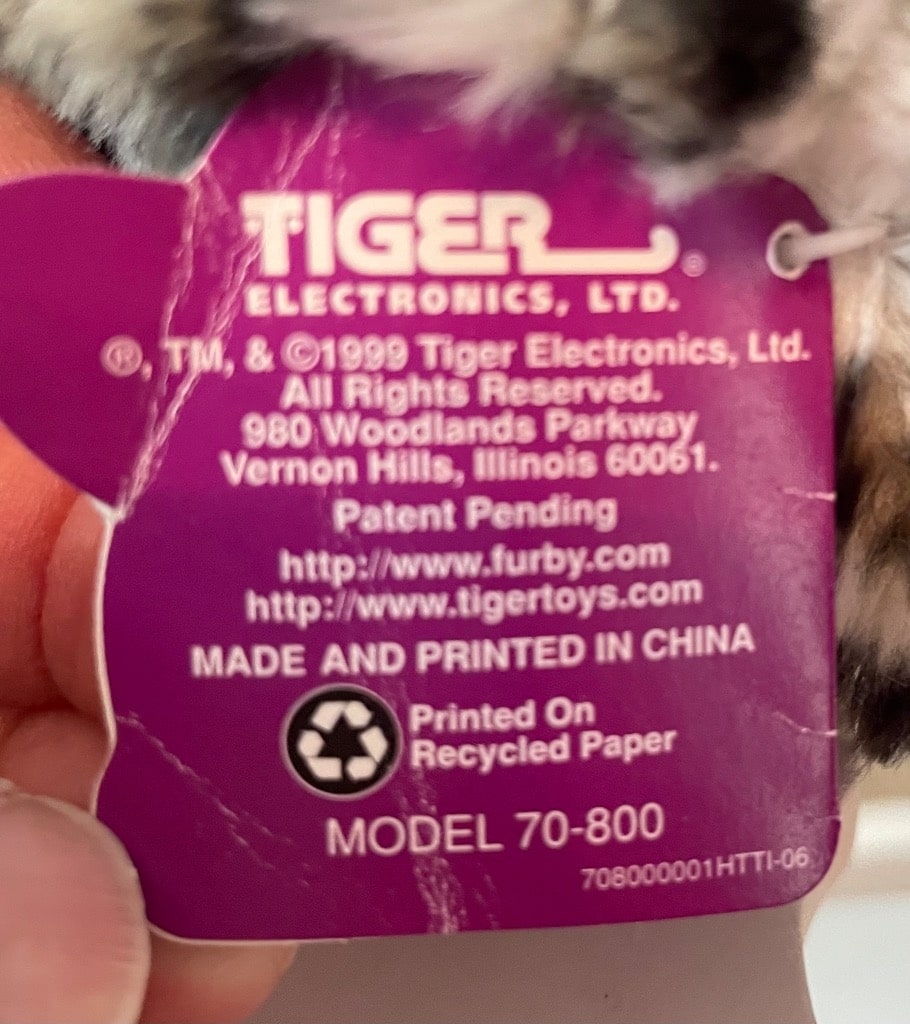 TIGER®
ELECTRONICS, LTD.
®, TM, & ©1999 Tiger Electronics, Ltd.
All Rights Reserved.
980 Woodlands Parkway
Vernon Hills, Illinois 60061.
Patent Pending
http://www.furby.com
http://www.tigertoys.com
MADE AND PRINTED IN CHINA
Printed On
Recycled Paper
MODEL 70-800
708000001HTTI-06